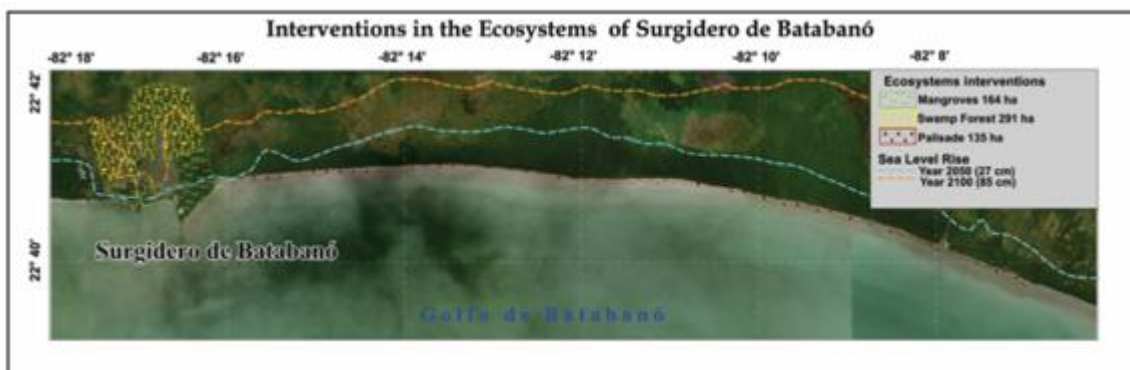 Interventions in the Ecosystems of Surgidero de Batabanó
-82° 18' -82° 16' -82° 14' -82° 12' -82° 10' -82° 8'
22° 42'
Ecosystems Interventions
Mangroves 164 ha
Swamp Forest 291 ha
Palisade 135 ha
Sea Level Rise
Year 2050 (27 cm)
Year 2100 (85 cm)
22° 40'
Surgidero de Batabanó
Golfo de Batabanó